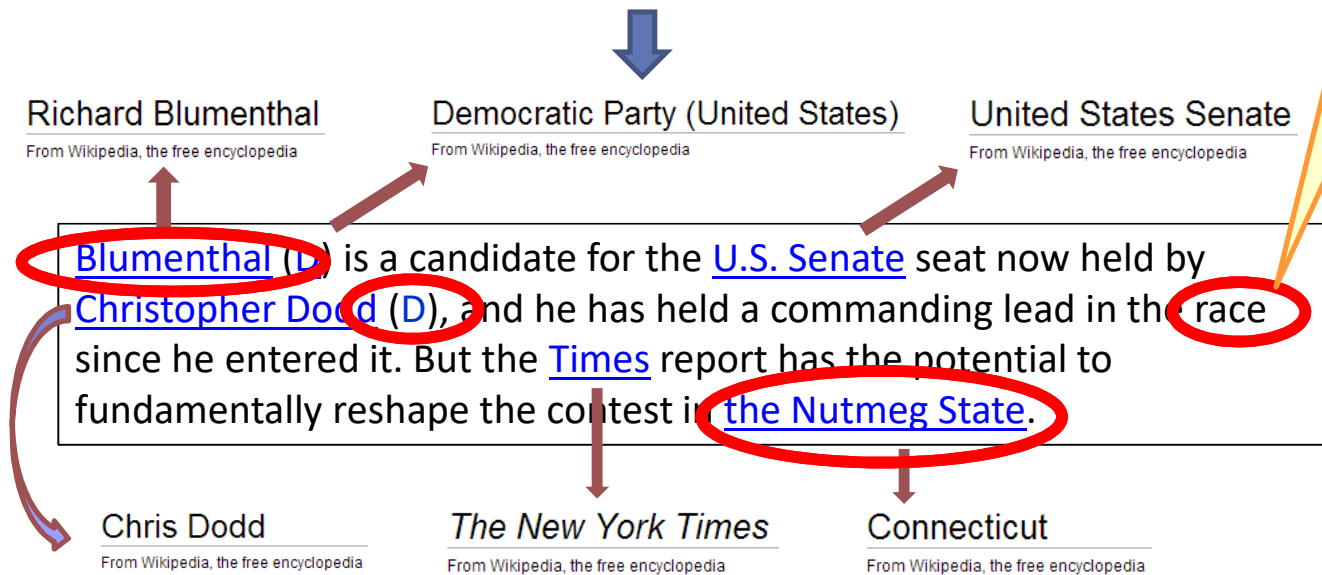 Richard Blumenthal
From Wikipedia, the free encyclopedia
Democratic Party (United States)
From Wikipedia, the free encyclopedia
United States Senate
From Wikipedia, the free encyclopedia
Blumenthal (D) is a candidate for the U.S. Senate seat now held by
Christopher Dodd (D), and he has held a commanding lead in the race
since he entered it. But the Times report has the potential to
fundamentally reshape the contest in the Nutmeg State.
Chris Dodd
From Wikipedia, the free encyclopedia
The New York Times
From Wikipedia, the free encyclopedia
Connecticut
From Wikipedia, the free encyclopedia